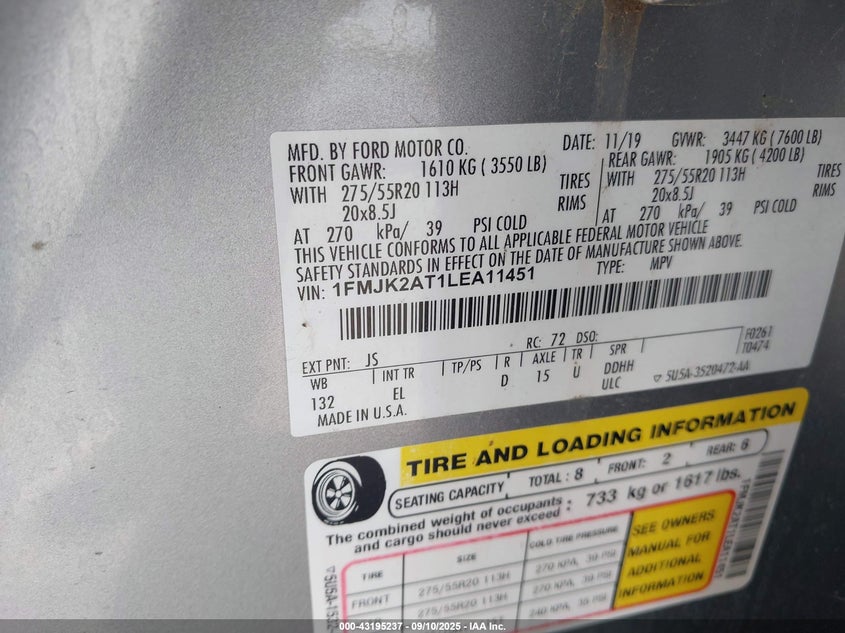 MFD. BY FORD MOTOR CO. DATE: 11/19 GVWR: 3447 KG ( 7600 LB)
FRONT GAWR: 1610 KG ( 3550 LB) REAR GAWR: 1905 KG ( 4200 LB)
WITH 275/55R20 113H TIRES WITH 275/55R20 113H TIRES
20x8.5J RIMS 20x8.5J RIMS
AT 270 kPa/ 39 PSI COLD AT 270 kPa/ 39 PSI COLD
THIS VEHICLE CONFORMS TO ALL APPLICABLE FEDERAL MOTOR VEHICLE
SAFETY STANDARDS IN EFFECT ON THE DATE OF MANUFACTURE SHOWN ABOVE.
VIN: 1FMJK2AT1LEA11451 TYPE: MPV
EXT PNT: JS RC: 72 DSO: F0261
T0474
WB INT TR TP/PS R AXLE TR SPR
132 EL D 15 U DDHH
ULC
MADE IN U.S.A. 5U5A-3520472-AA
TIRE AND LOADING INFORMATION
SEATING CAPACITY TOTAL : 8 FRONT: 2 REAR: 6
The combined weight of occupants
and cargo should never exceed : 733 kg or 1617 lbs.
TIRE SIZE COLD TIRE PRESSURE
FRONT 275/55R20 113H 270 KPA, 39 PSI
275/55R20 113H 270 KPA, 39 PSI
SEE OWNERS
MANUAL FOR
ADDITIONAL
INFORMATION
1FMJK2AT1LEA11451
000-43195237 - 09/10/2025 - IAA Inc.